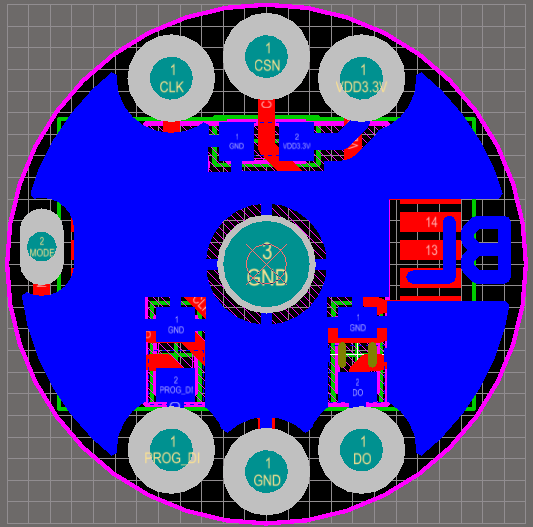 1
CSN
1
CLK
1
VDD3.3V
1
GND
2
VDD3.3V
14
2
MODE
13
3
GND
1
GND
1
GND
2
PROG_DI
2
DO
1
PROG_DI
1
DO
1
GND